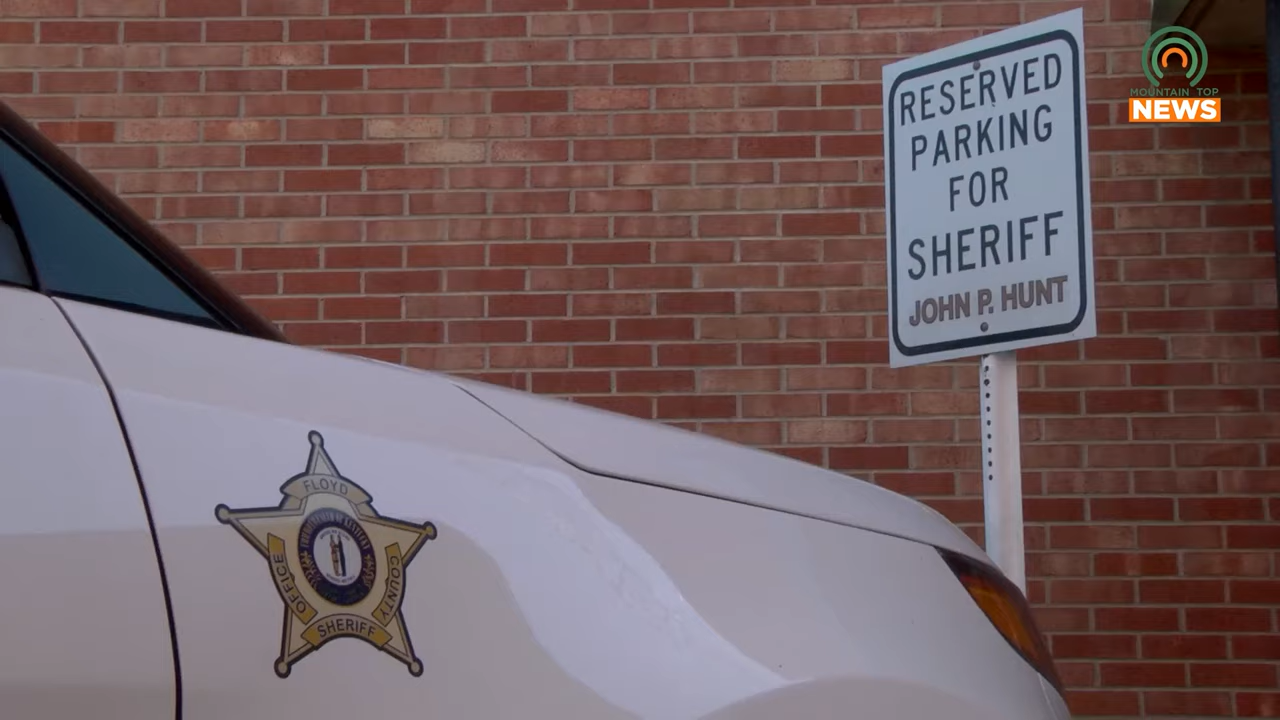 RESERVED
PARKING
FOR
SHERIFF
JOHN P. HUNT
MOUNTAIN TOP
NEWS
FLOYD
COUNTY
SHERIFF
OFFICE